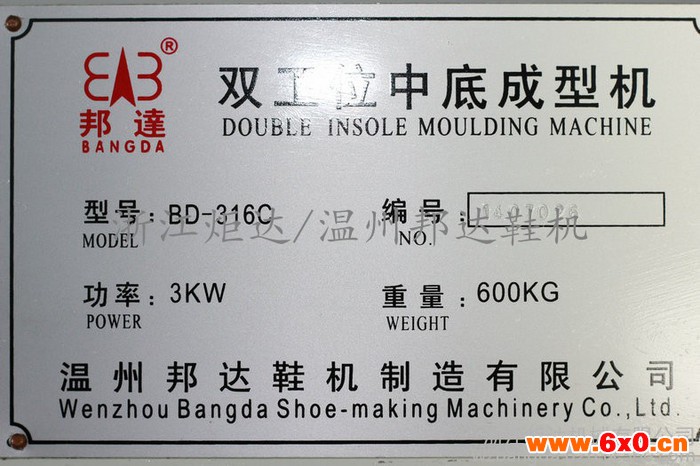 ®
邦達
BANGDA
双工位中底成型机
DOUBLE INSOLE MOULDING MACHINE
型号: BD-316C 编号:
MODEL NO.
浙江炬达/温州邦达鞋机
功率: 3KW 重量: 600KG
POWER WEIGHT
温州邦达鞋机制造有限公司
Wenzhou Bangda Shoe-making Machinery Co.,Ltd.
www.6x0.cn